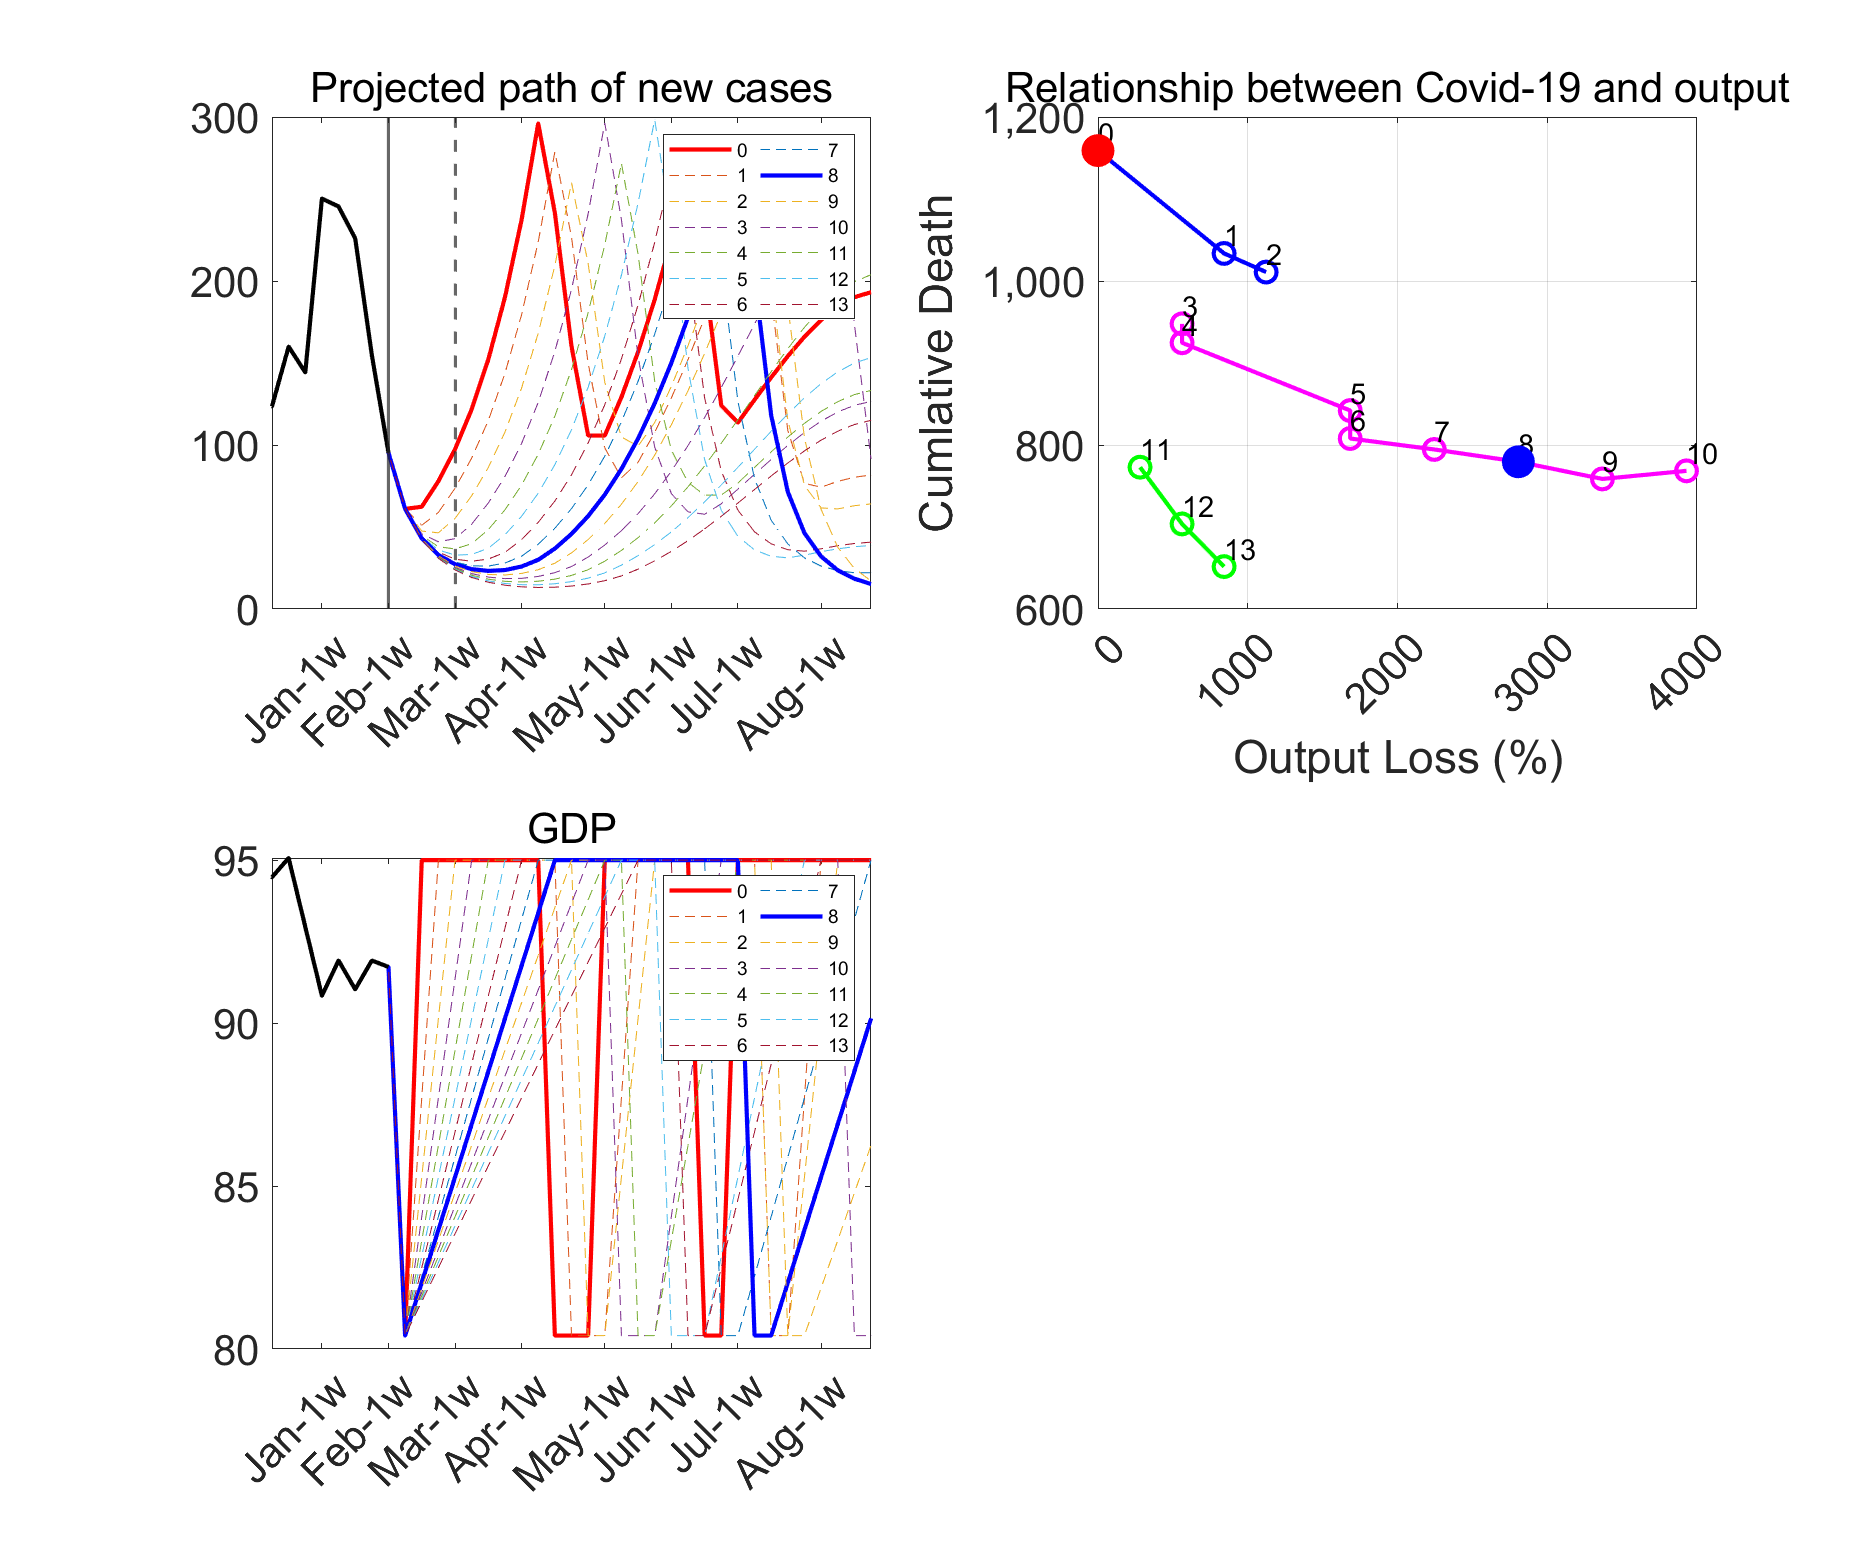 Projected path of new cases
300
200
100
0
0 7
1 8
2 9
3 10
4 11
5 12
6 13
Jan-1w
Feb-1w
Mar-1w
Apr-1w
May-1w
Jun-1w
Jul-1w
Aug-1w
Relationship between Covid-19 and output
Cumlative Death
1,200
1,000
800
600
0
1
2
3
4
5
6
7
8
9
10
11
12
13
0
1000
2000
3000
4000
Output Loss (%)
GDP
95
90
85
80
0 7
1 8
2 9
3 10
4 11
5 12
6 13
Jan-1w
Feb-1w
Mar-1w
Apr-1w
May-1w
Jun-1w
Jul-1w
Aug-1w